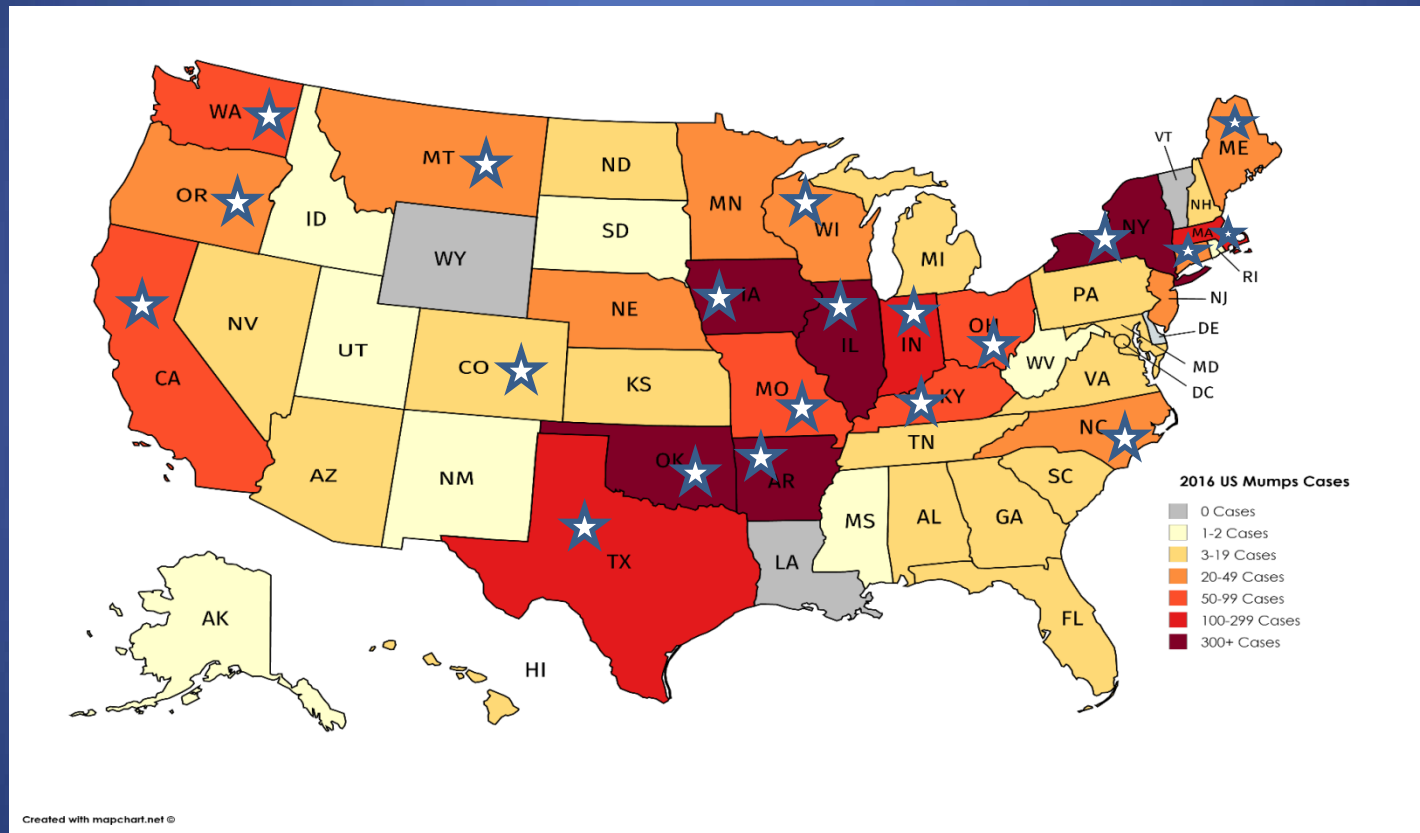 WA
MT
ND
MN
VT
ME
OR
ID
SD
WI
NH
NY
MA
WY
MI
RI
NE
IA
PA
NJ
NV
UT
CO
IL
IN
OH
DE
CA
KS
MO
WV
MD
VA
DC
KY
AZ
NM
OK
AR
TN
NC
SC
MS
AL
GA
TX
LA
FL
AK
HI
2016 US Mumps Cases
0 Cases
1-2 Cases
3-19 Cases
20-49 Cases
50-99 Cases
100-299 Cases
300+ Cases
Created with mapchart.net ©